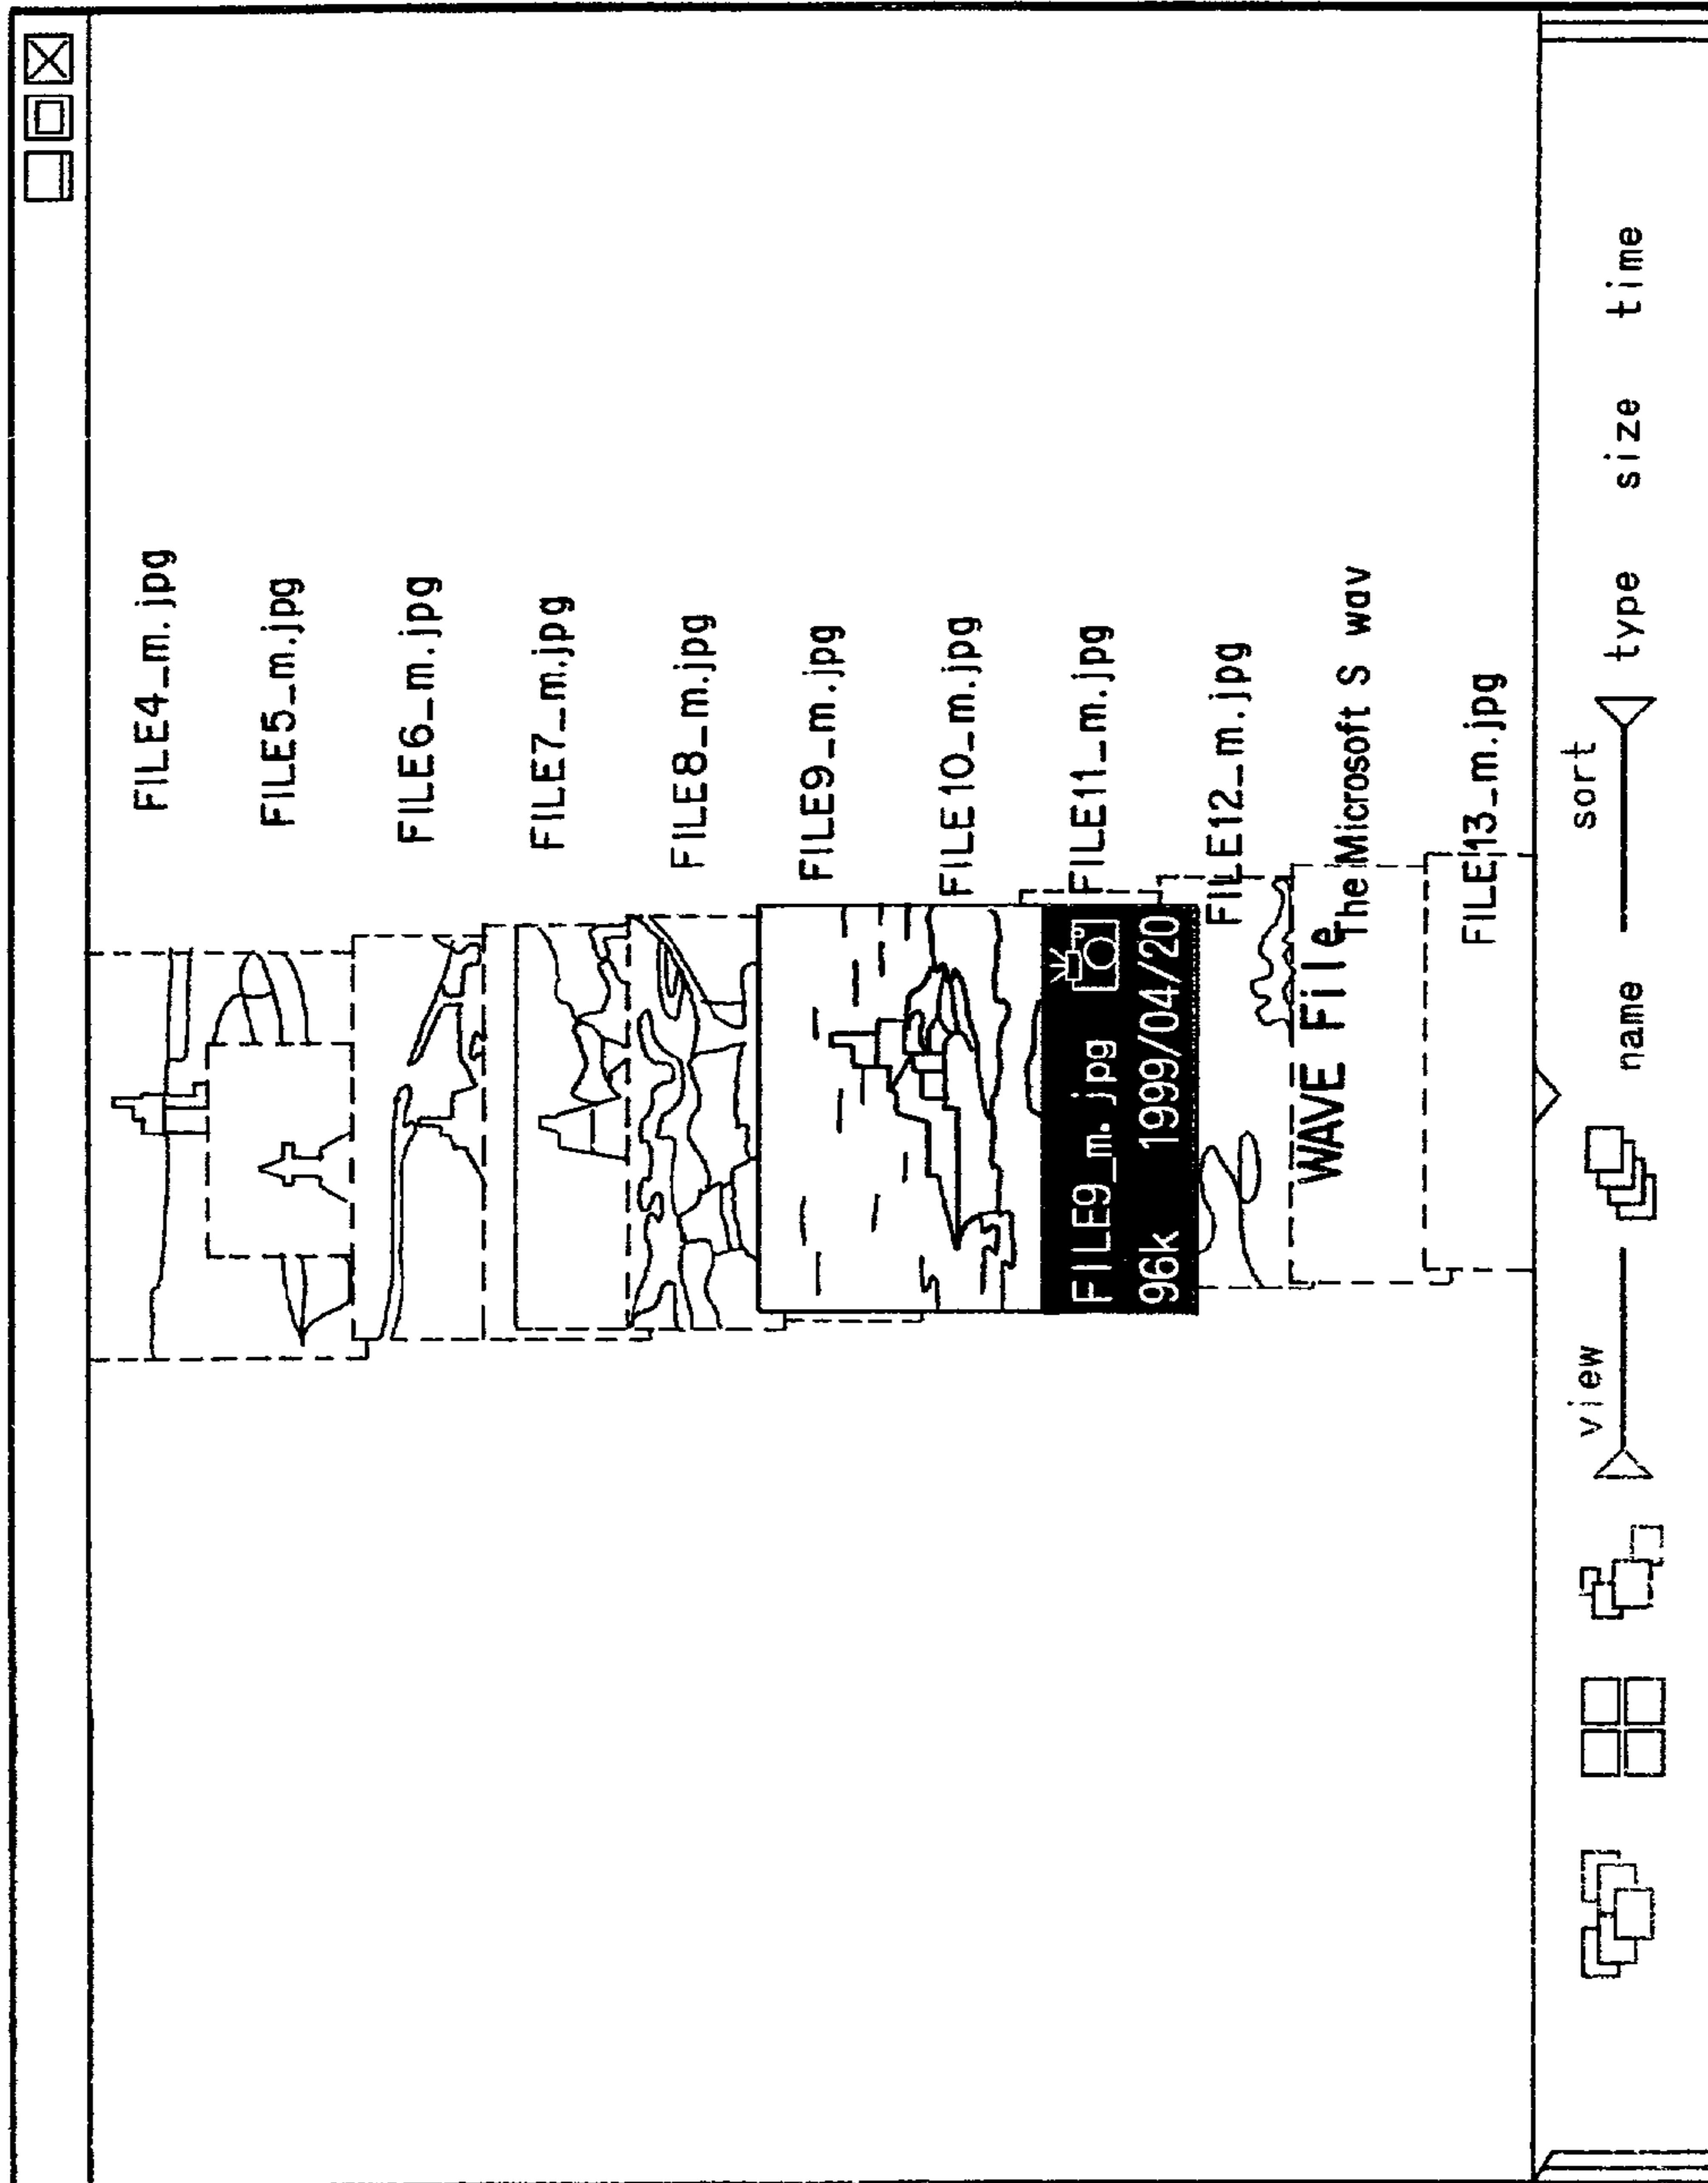 FILE4_m.jpg
FILE5_m.jpg
FILE6_m.jpg
FILE7_m.jpg
FILE8_m.jpg
FILE9_m.jpg
FILE10_m.jpg
FILE11_m.jpg
FILE9_m.jpg
96k 1999/04/20
FILE12_m.jpg
WAVE File
The Microsoft S wav
FILE13_m.jpg
view
sort
name type size time